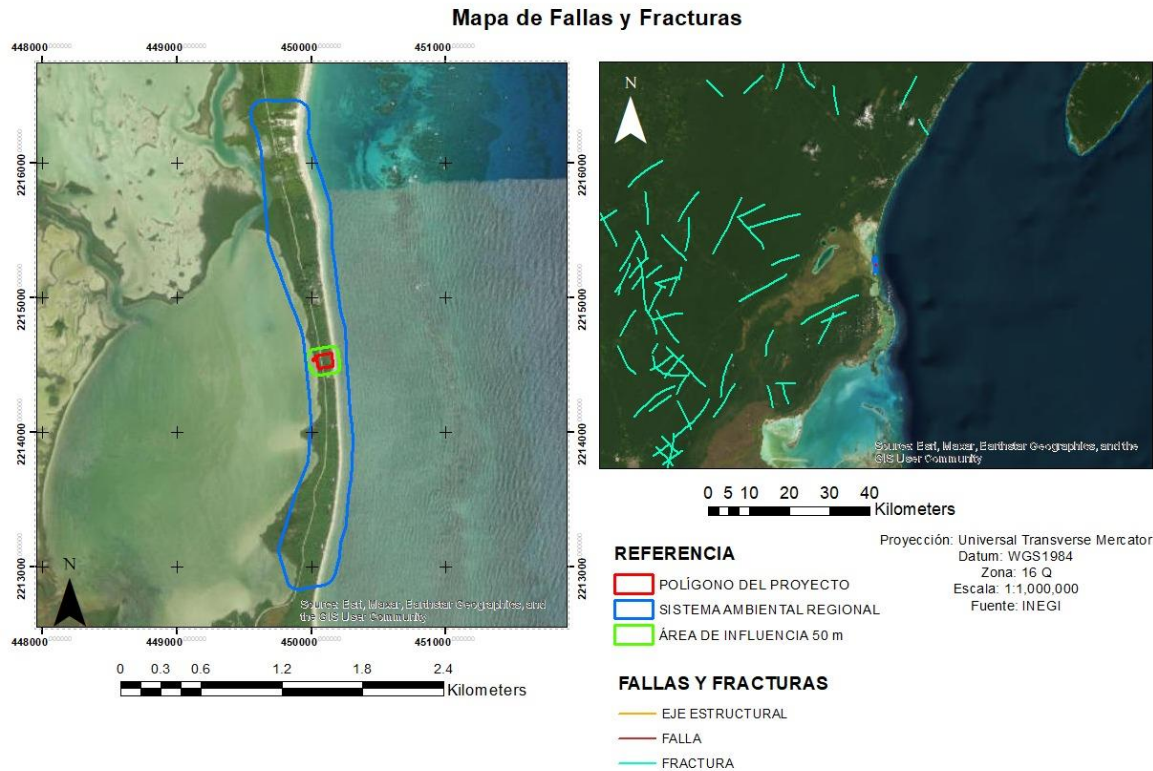 Mapa de Fallas y Fracturas
448000 449000 450000 451000
2216000 2216000
2215000 2215000
2214000 2214000
2213000 2213000
N
Source: Esri, Maxar, Earthstar Geographics, and
the GIS User Community
448000 449000 450000 451000
0 0.3 0.6 1.2 1.8 2.4
Kilometers
N
Source: Esri, Maxar, Earthstar Geographics, and the
GIS User Community
0 5 10 20 30 40
Kilometers
REFERENCIA
POLÍGONO DEL PROYECTO
SISTEMA AMBIENTAL REGIONAL
ÁREA DE INFLUENCIA 50 m
Proyección: Universal Transverse Mercator
Datum: WGS1984
Zona: 16 Q
Escala: 1:1,000,000
Fuente: INEGI
FALLAS Y FRACTURAS
EJE ESTRUCTURAL
FALLA
FRACTURA